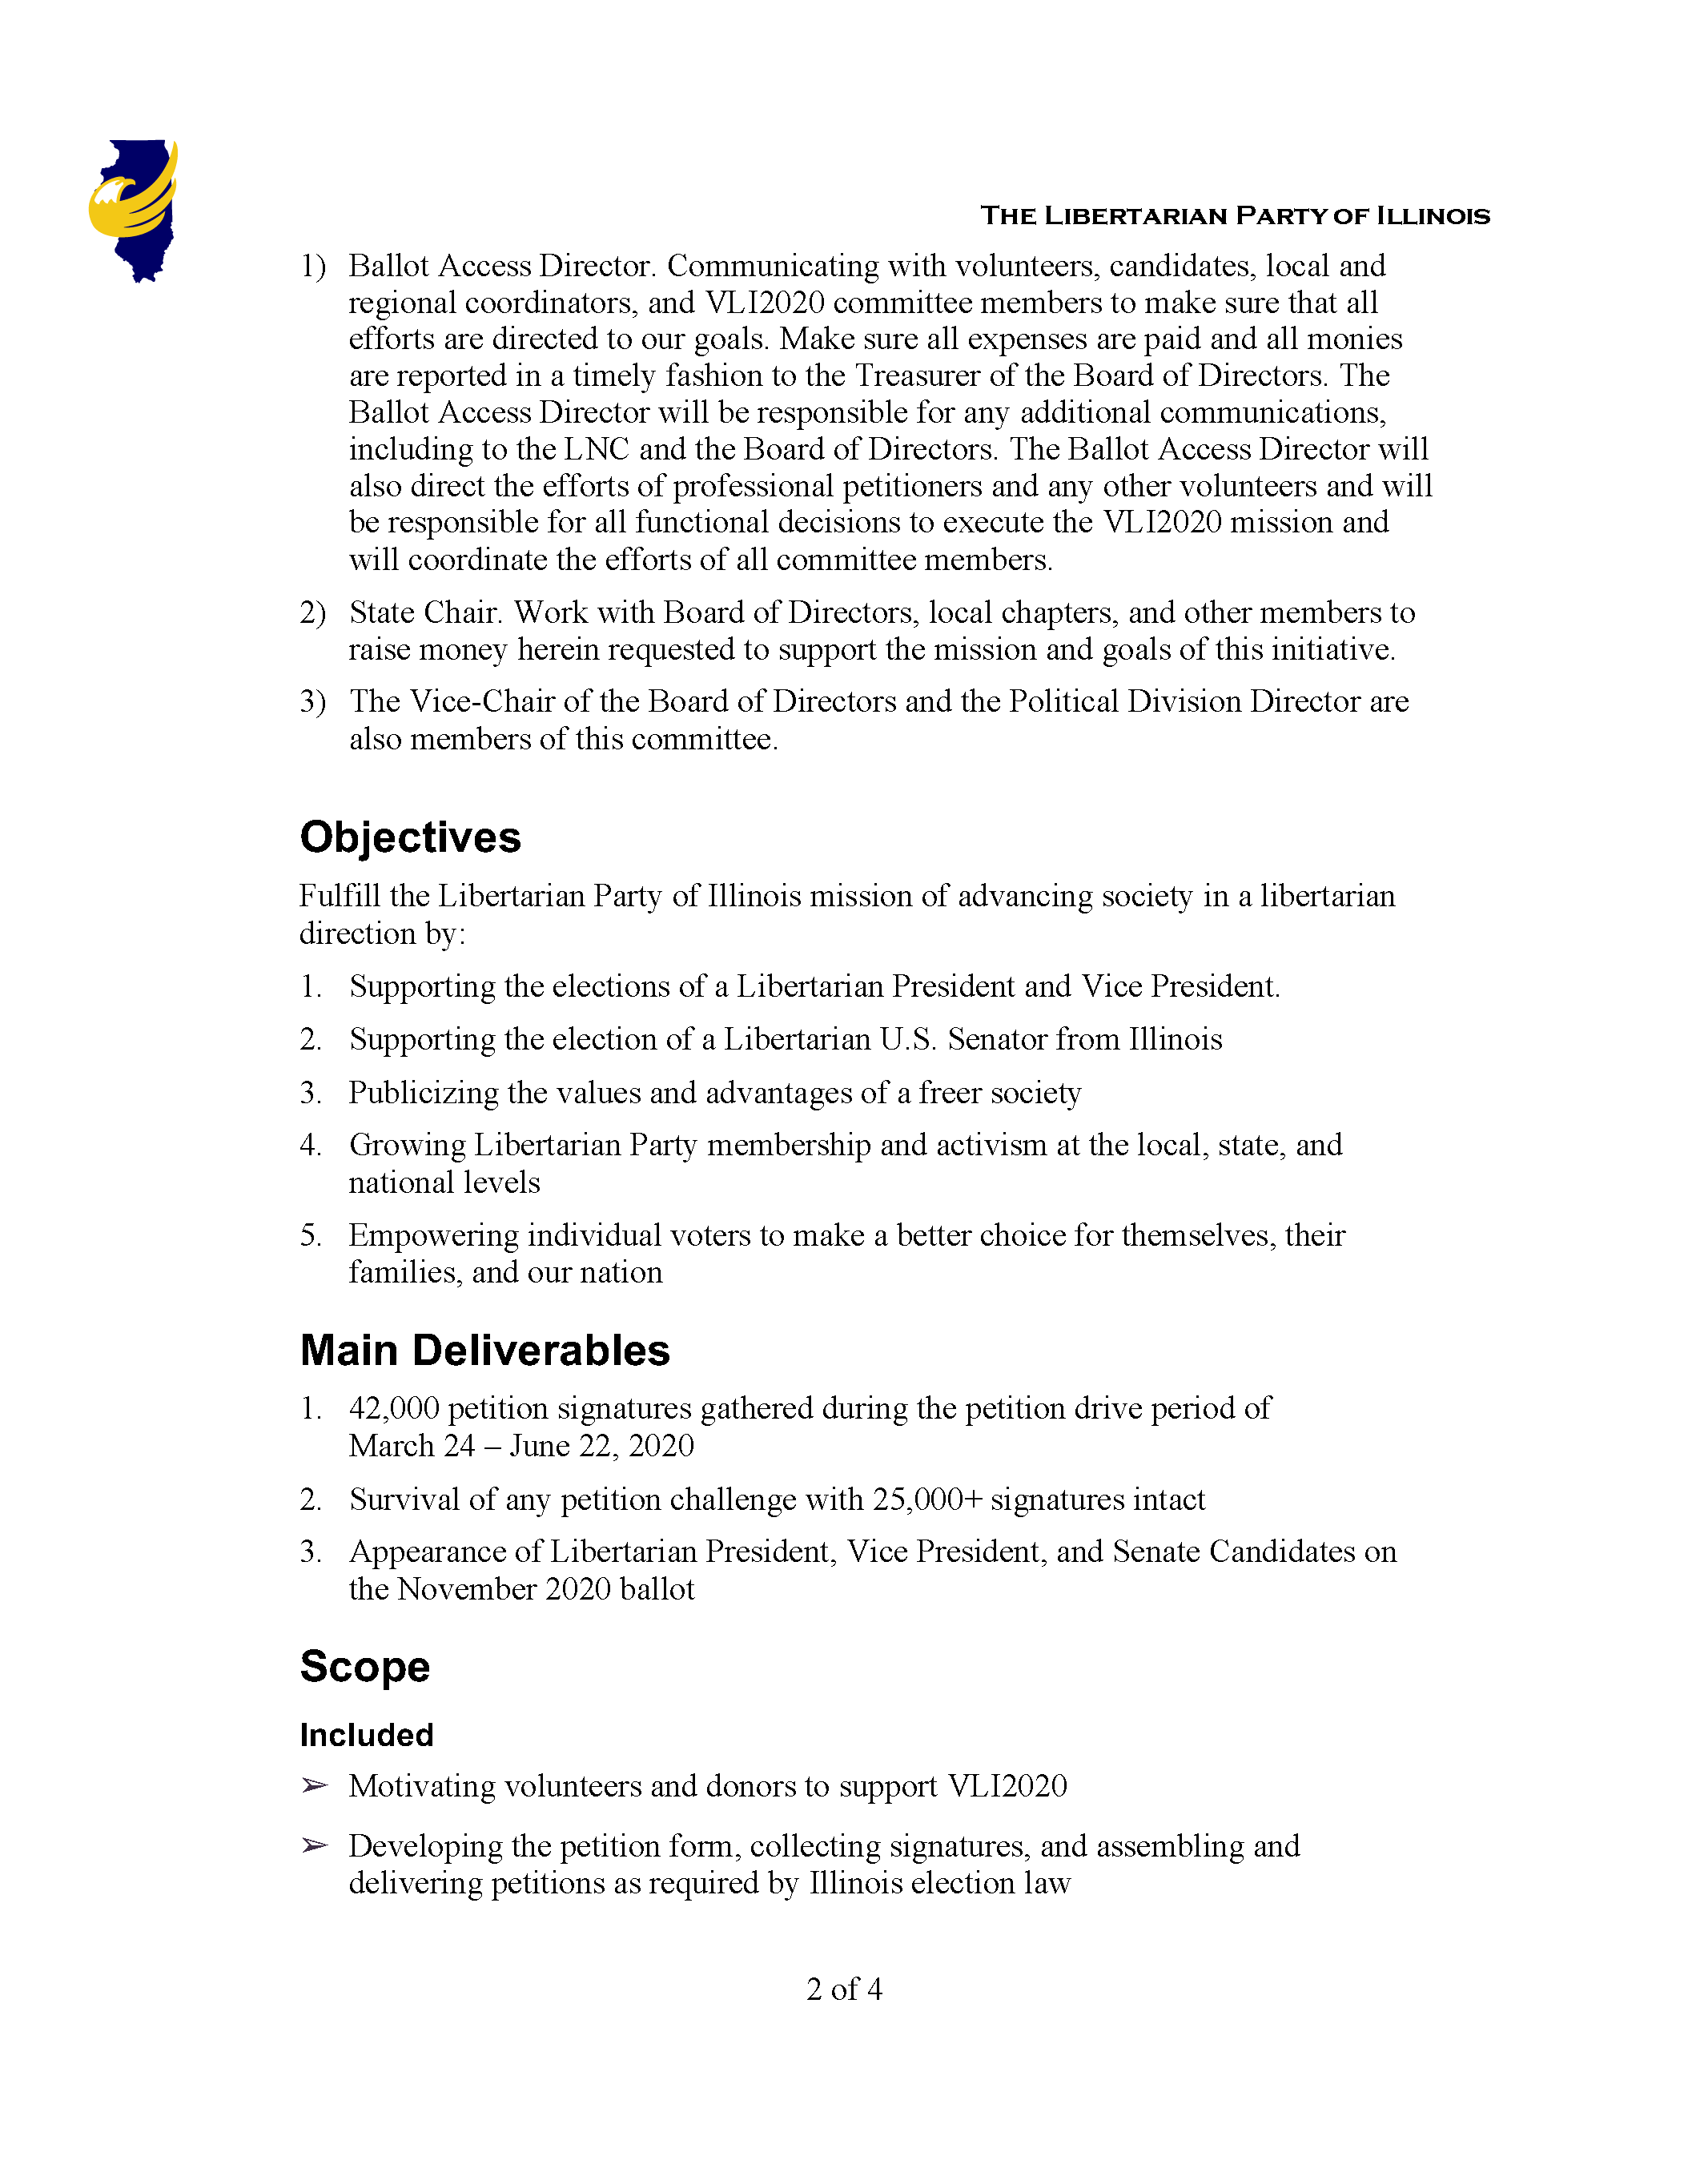 The Libertarian Party of Illinois
1) Ballot Access Director. Communicating with volunteers, candidates, local and
regional coordinators, and VLI2020 committee members to make sure that all
efforts are directed to our goals. Make sure all expenses are paid and all monies
are reported in a timely fashion to the Treasurer of the Board of Directors. The
Ballot Access Director will be responsible for any additional communications,
including to the LNC and the Board of Directors. The Ballot Access Director will
also direct the efforts of professional petitioners and any other volunteers and will
be responsible for all functional decisions to execute the VLI2020 mission and
will coordinate the efforts of all committee members.
2) State Chair. Work with Board of Directors, local chapters, and other members to
raise money herein requested to support the mission and goals of this initiative.
3) The Vice-Chair of the Board of Directors and the Political Division Director are
also members of this committee.
Objectives
Fulfill the Libertarian Party of Illinois mission of advancing society in a libertarian
direction by:
1. Supporting the elections of a Libertarian President and Vice President.
2. Supporting the election of a Libertarian U.S. Senator from Illinois
3. Publicizing the values and advantages of a freer society
4. Growing Libertarian Party membership and activism at the local, state, and
national levels
5. Empowering individual voters to make a better choice for themselves, their
families, and our nation
Main Deliverables
1. 42,000 petition signatures gathered during the petition drive period of
March 24 – June 22, 2020
2. Survival of any petition challenge with 25,000+ signatures intact
3. Appearance of Libertarian President, Vice President, and Senate Candidates on
the November 2020 ballot
Scope
Included
➢ Motivating volunteers and donors to support VLI2020
➢ Developing the petition form, collecting signatures, and assembling and
delivering petitions as required by Illinois election law
2 of 4